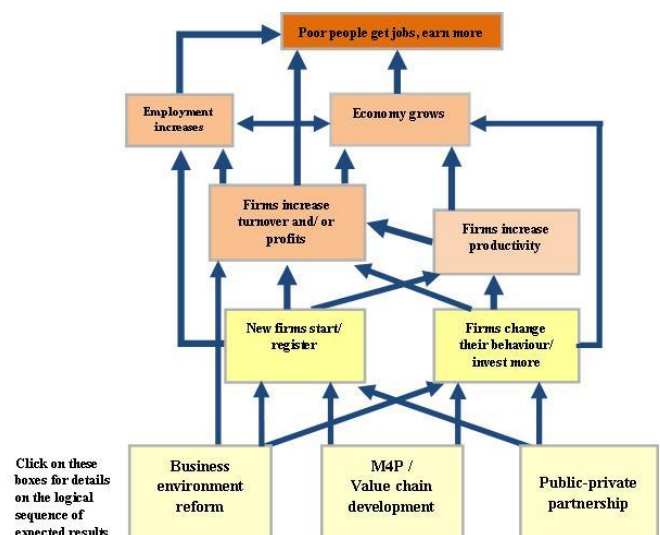 Poor people get jobs, earn more
Employment
increases
Economy grows
Firms increase
turnover and/ or
profits
Firms increase
productivity
New firms start/
register
Firms change
their behaviour/
invest more
Click on these
boxes for details
on the logical
sequence of
expected results
Business
environment
reform
M4P /
Value chain
development
Public-private
partnership